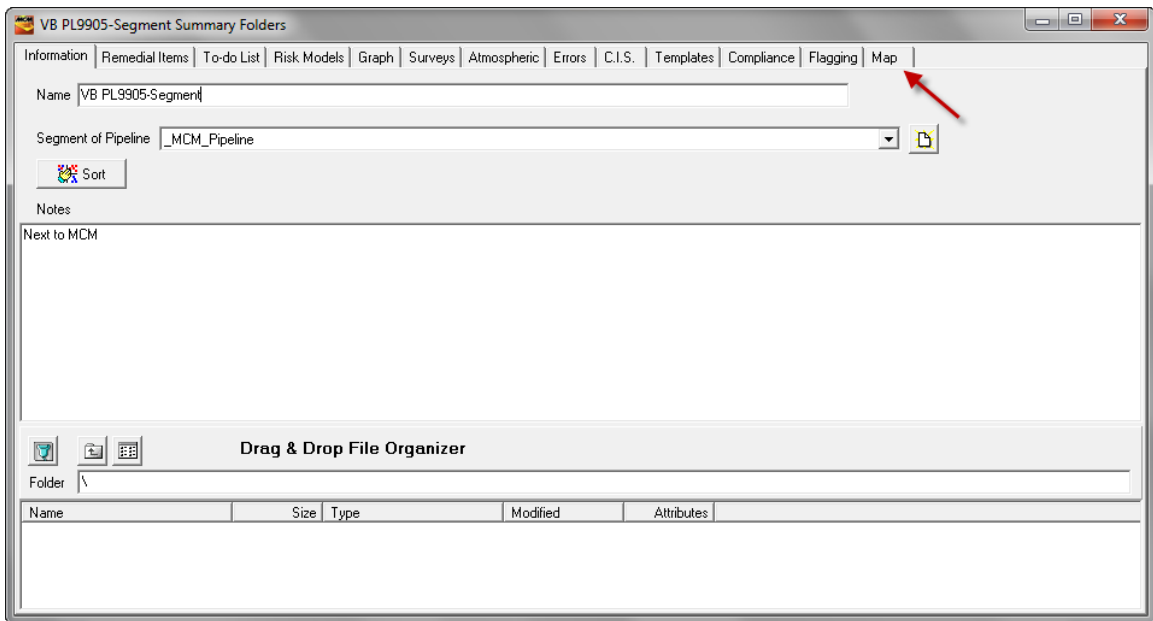 VB PL9905-Segment Summary Folders
Information Remedial Items To-do List Risk Models Graph Surveys Atmospheric Errors C.I.S. Templates Compliance Flagging Map
Name VB PL9905-Segment
Segment of Pipeline _MCM_Pipeline
Sort
Notes
Next to MCM
Drag & Drop File Organizer
Folder \
Name Size Type Modified Attributes